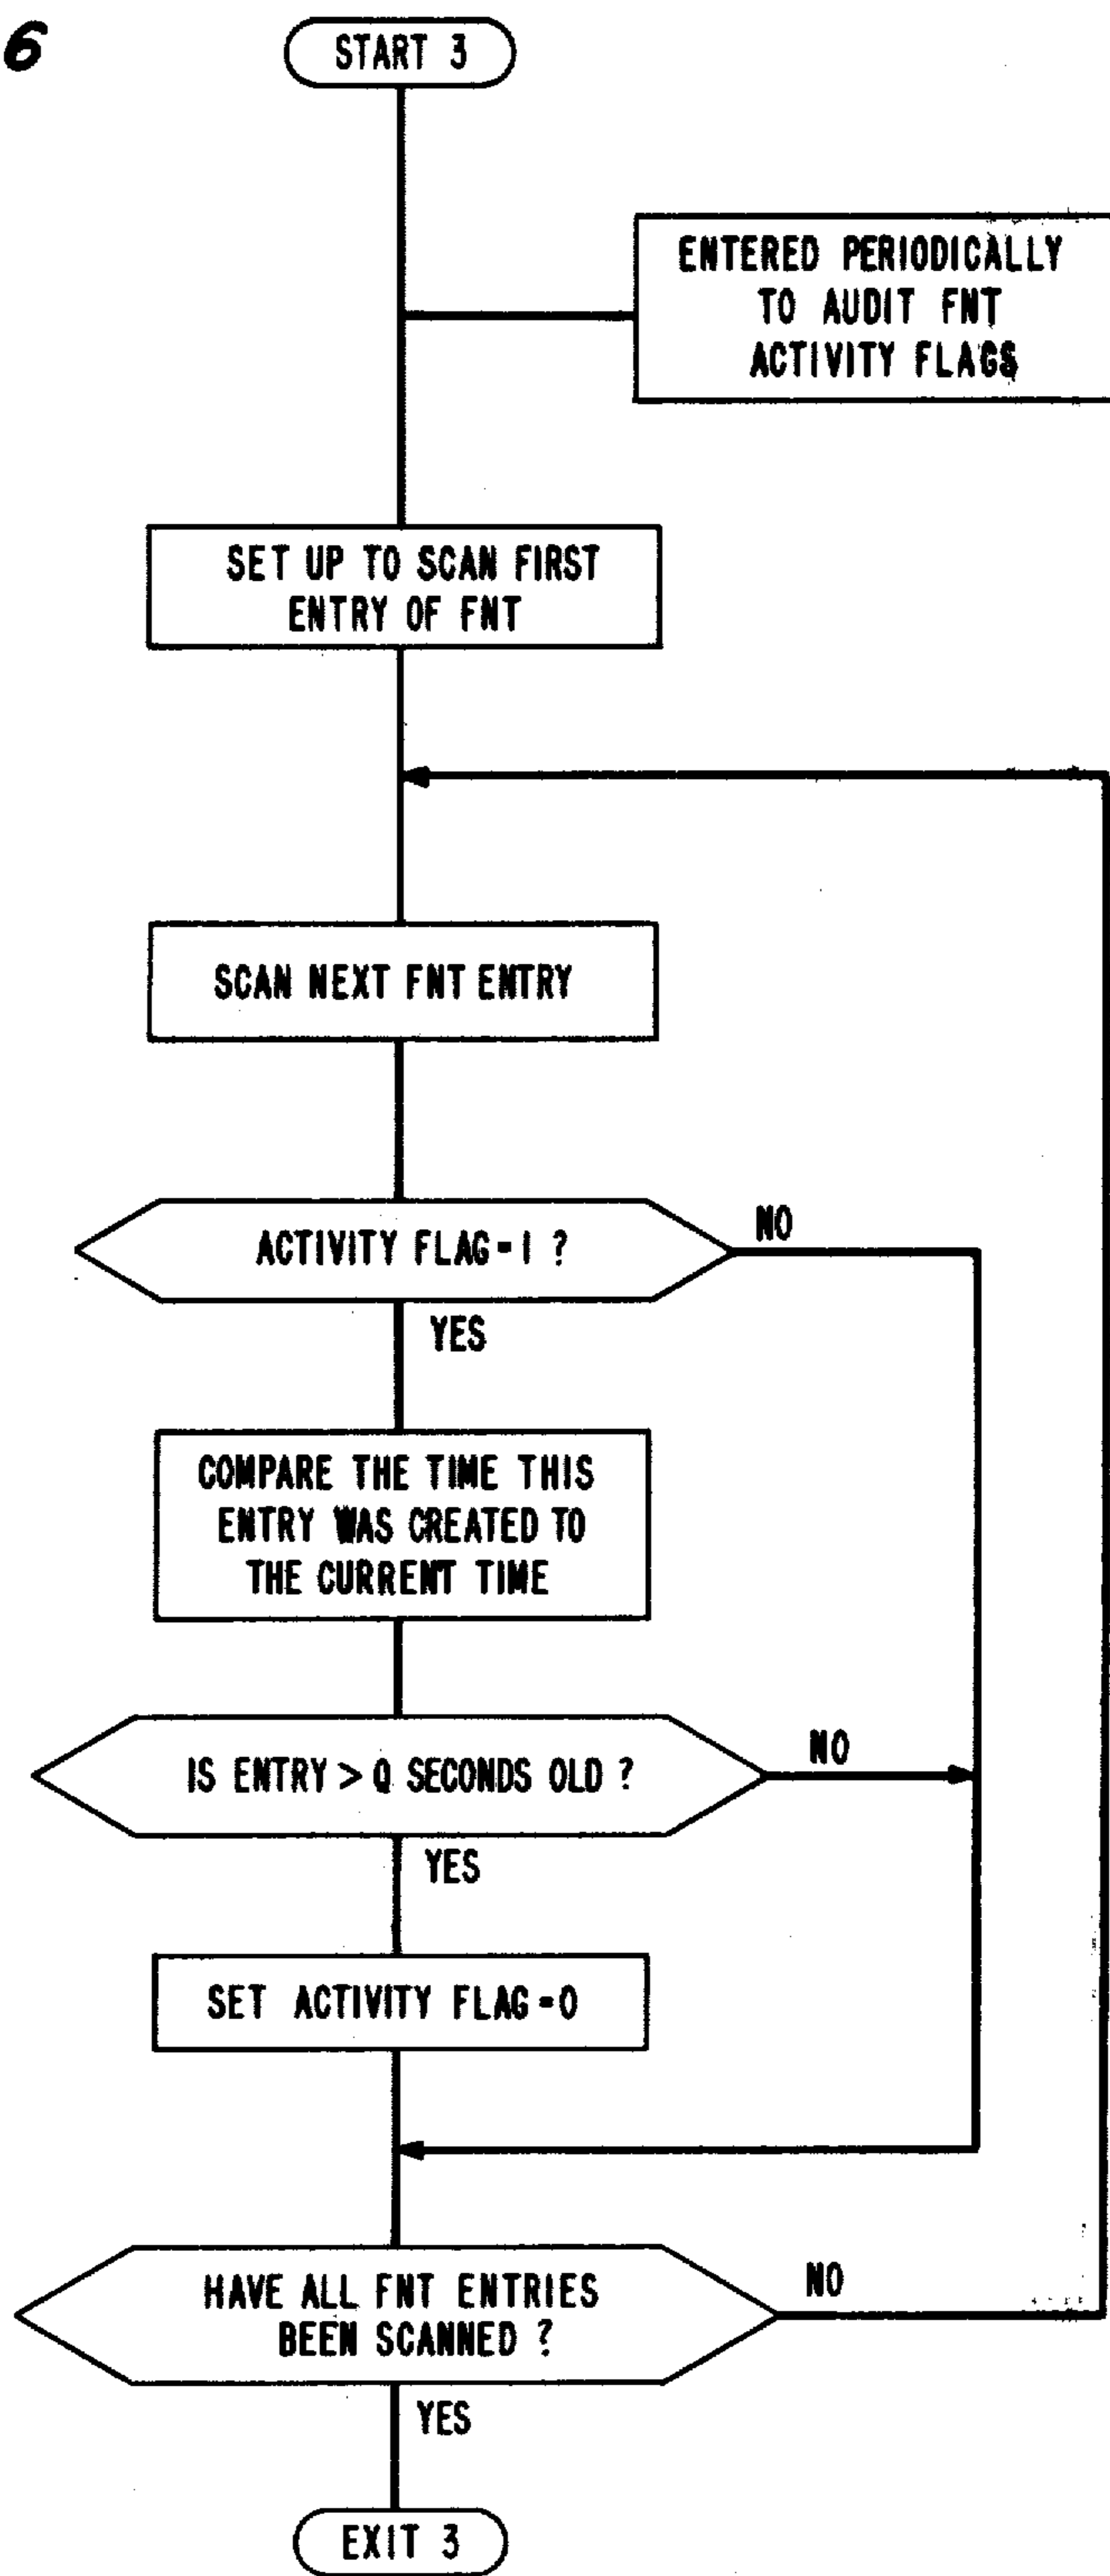 6
START 3
ENTERED PERIODICALLY
TO AUDIT FNT
ACTIVITY FLAGS
SET UP TO SCAN FIRST
ENTRY OF FNT
SCAN NEXT FNT ENTRY
ACTIVITY FLAG=1 ?
NO
YES
COMPARE THE TIME THIS
ENTRY WAS CREATED TO
THE CURRENT TIME
IS ENTRY > Q SECONDS OLD ?
NO
YES
SET ACTIVITY FLAG=0
HAVE ALL FNT ENTRIES
BEEN SCANNED ?
NO
YES
EXIT 3